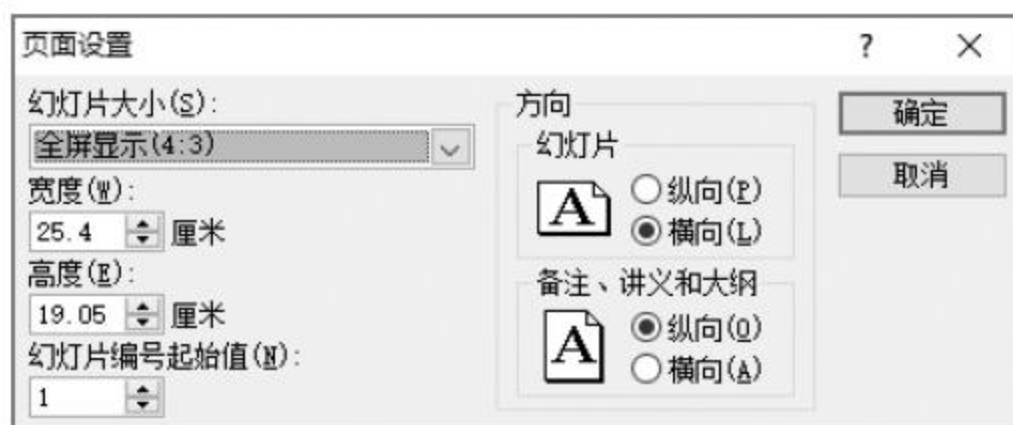 页面设置
?
×
幻灯片大小(S):
全屏显示(4:3)
宽度(W):
25.4 厘米
高度(E):
19.05 厘米
幻灯片编号起始值(N):
1
方向
幻灯片
A
纵向(P)
横向(L)
备注、讲义和大纲
A
纵向(O)
横向(A)
确定
取消